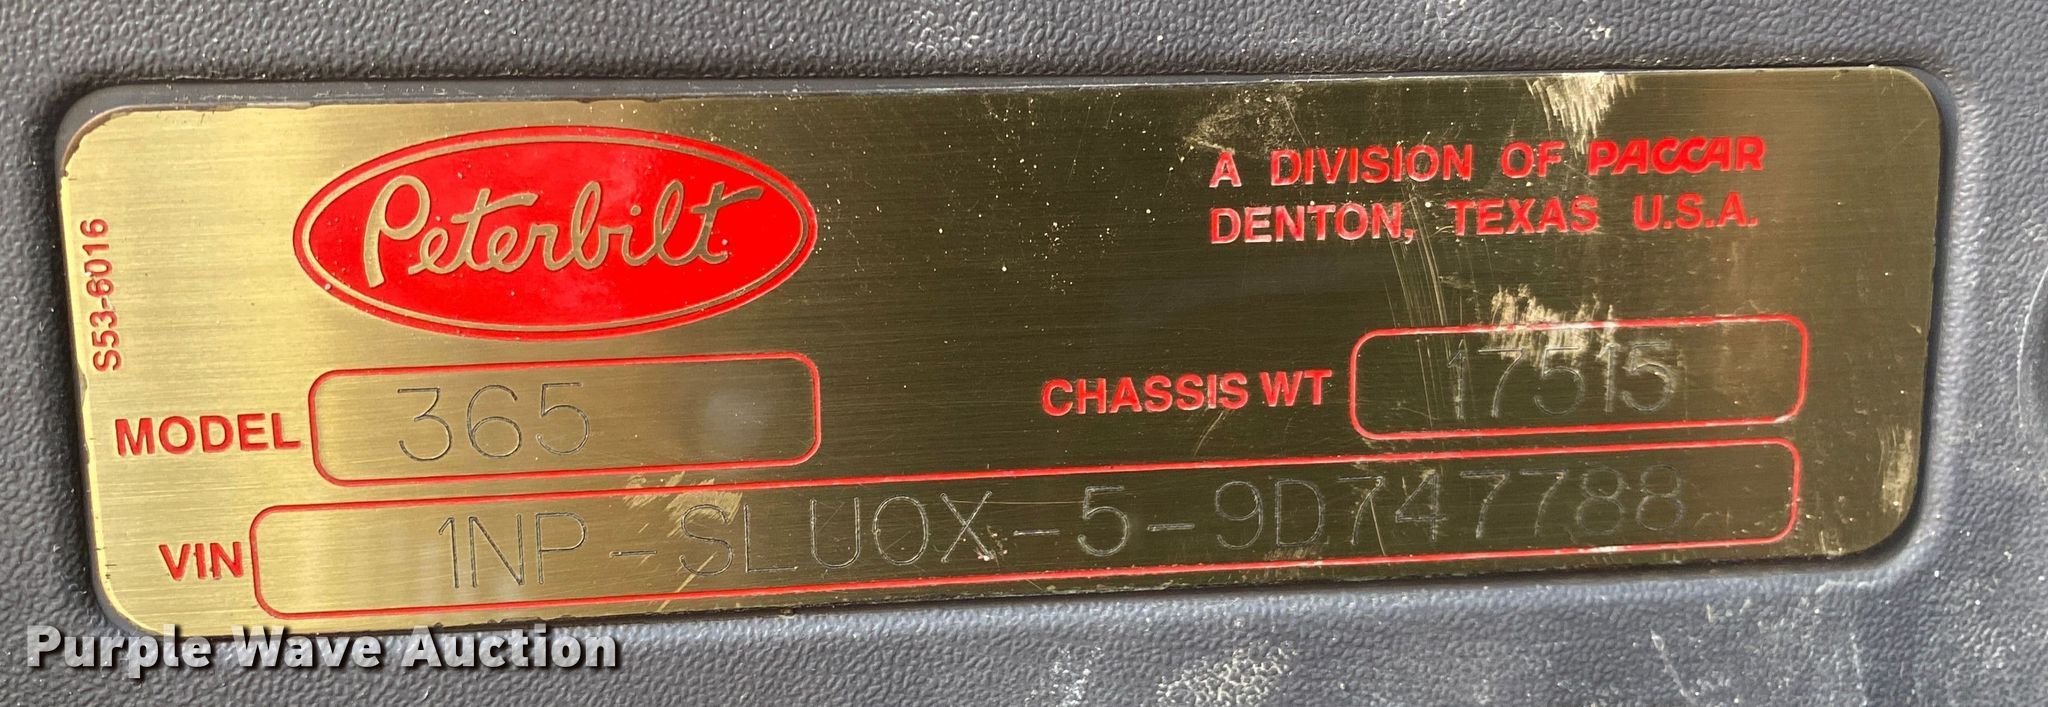 Peterbilt
A DIVISION OF PACCAR
DENTON, TEXAS U.S.A.
S53-6016
MODEL 365
CHASSIS WT 17515
VIN 1NP-SLU0X-5-9D747788
Purple Wave Auction